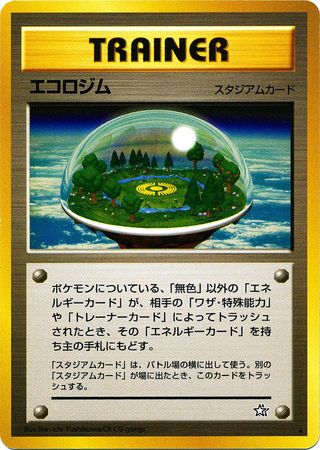 TRAINER
エコロジム
スタジアムカード
ポケモンについている、「無色」以外の「エネ
ルギーカード」が、相手の「ワザ・特殊能力」
や「トレーナーカード」によってトラッシュ
されたとき、その「エネルギーカード」を持
ち主の手札にもどす。
「スタジアムカード」は、バトル場の横に出して使う。別の
「スタジアムカード」が場に出たとき、このカードをトラッ
シュする。
Illus.Shin-ichi Yoshikawa/CR CG gangs